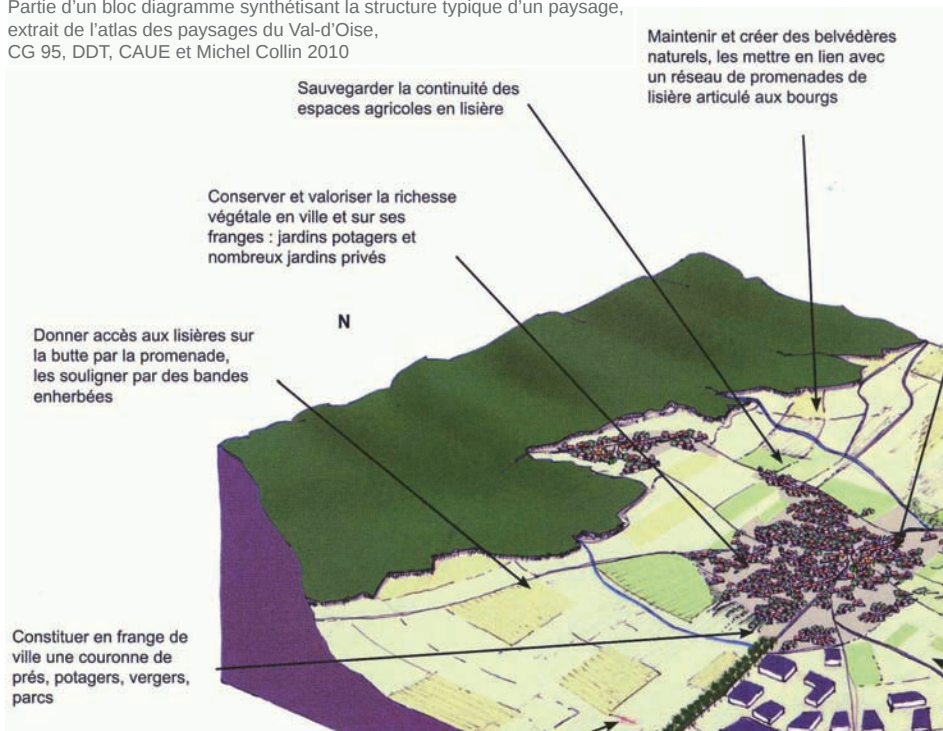 Partie d'un bloc diagramme synthétisant la structure typique d'un paysage,
extrait de l'atlas des paysages du Val-d'Oise,
CG 95, DDT, CAUE et Michel Collin 2010
Maintenir et créer des belvédères
naturels, les mettre en lien avec
un réseau de promenades de
lisière articulé aux bourgs
Sauvegarder la continuité des
espaces agricoles en lisière
Conserver et valoriser la richesse
végétale en ville et sur ses
franges : jardins potagers et
nombreux jardins privés
N
Donner accès aux lisières sur
la butte par la promenade,
les souligner par des bandes
enherbées
Constituer en frange de
ville une couronne de
prés, potagers, vergers,
parcs